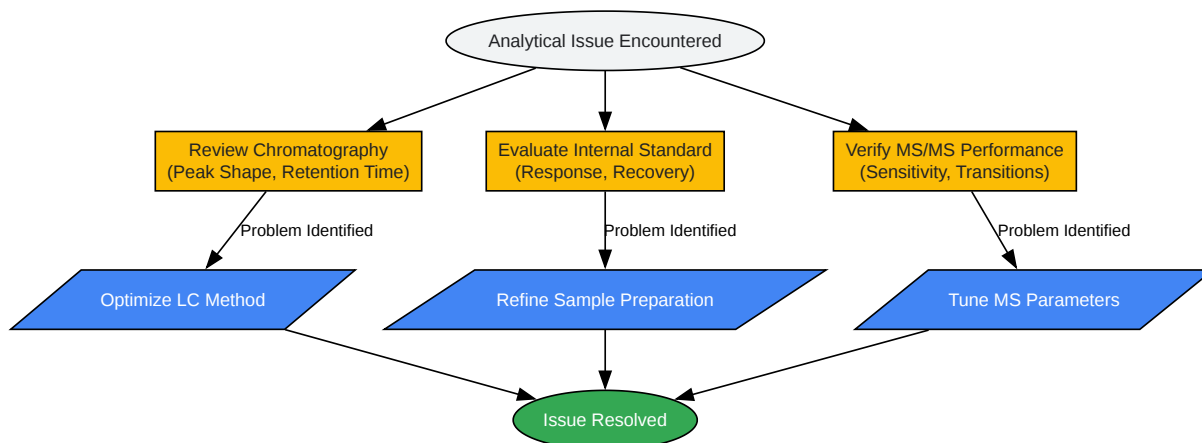 Analytical Issue Encountered
Review Chromatography
(Peak Shape, Retention Time)
Evaluate Internal Standard
(Response, Recovery)
Verify MS/MS Performance
(Sensitivity, Transitions)
Problem Identified
Problem Identified
Problem Identified
Optimize LC Method
Refine Sample Preparation
Tune MS Parameters
Issue Resolved